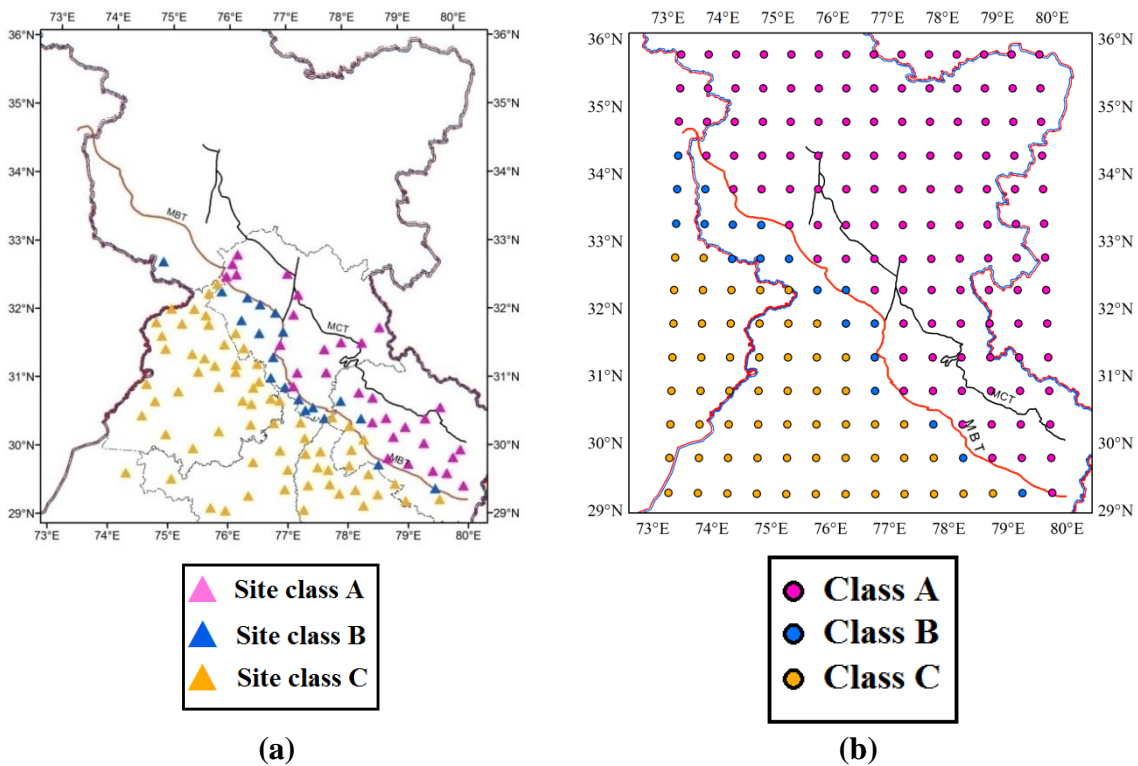 73°E 74°E 75°E 76°E 77°E 78°E 79°E 80°E
36°N
35°N
34°N
33°N
32°N
31°N
30°N
29°N
36°N
35°N
34°N
33°N
32°N
31°N
30°N
29°N
MBT
MCT
MBT
73°E 74°E 75°E 76°E 77°E 78°E 79°E 80°E
Site class A
Site class B
Site class C
(a)
73°E 74°E 75°E 76°E 77°E 78°E 79°E 80°E
36°N
35°N
34°N
33°N
32°N
31°N
30°N
29°N
36°N
35°N
34°N
33°N
32°N
31°N
30°N
29°N
MCT
MBT
73°E 74°E 75°E 76°E 77°E 78°E 79°E 80°E
Class A
Class B
Class C
(b)